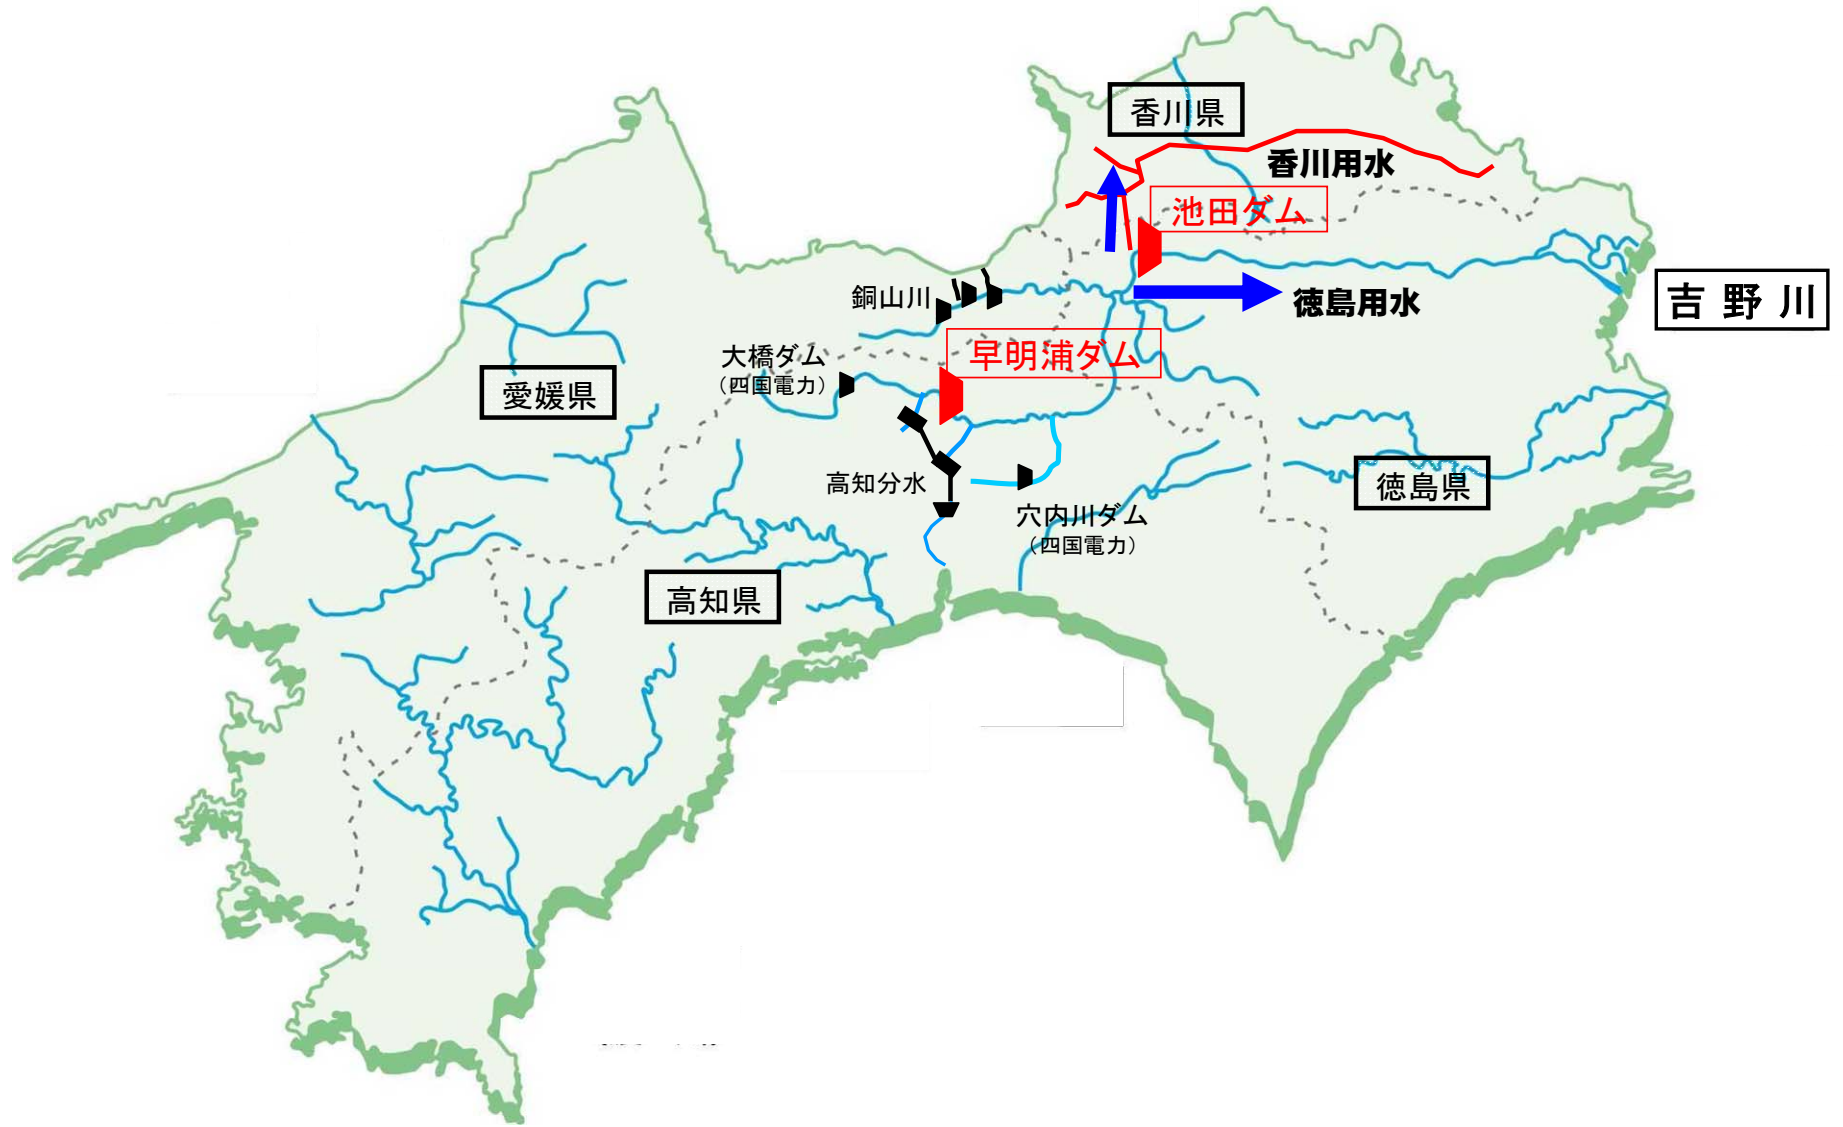 香川県
香川用水
池田ダム
吉野川
銅山川
徳島用水
早明浦ダム
大橋ダム
（四国電力）
愛媛県
高知分水
徳島県
穴内川ダム
（四国電力）
高知県